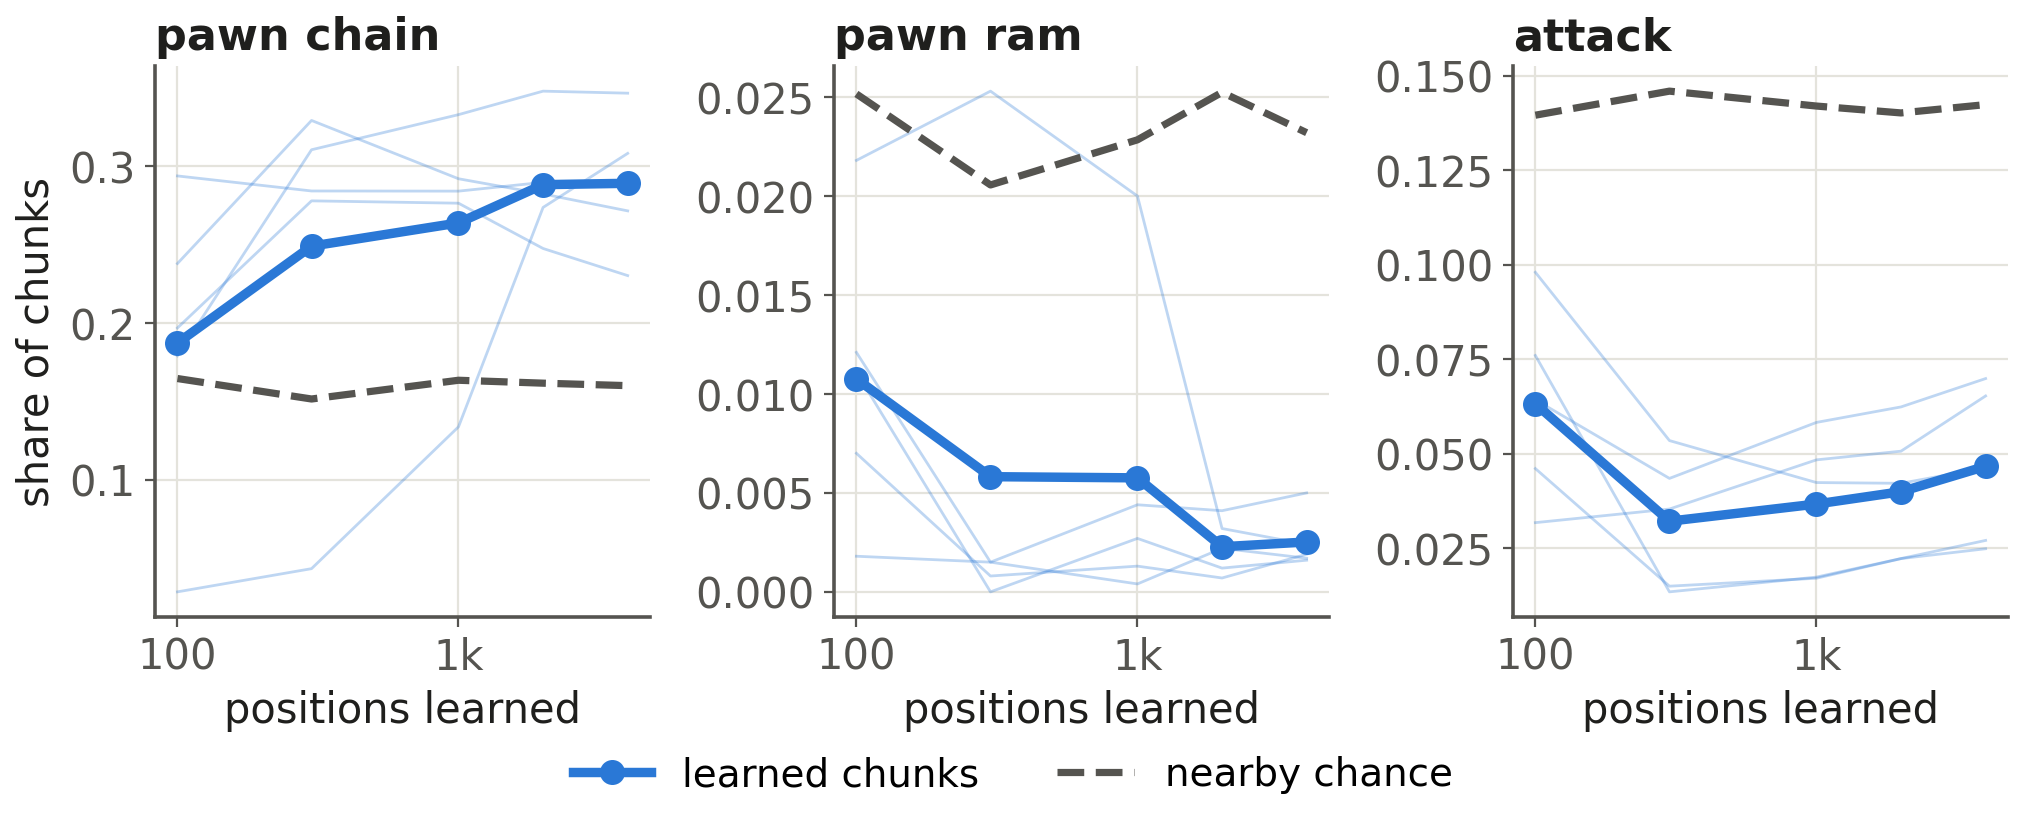 pawn chain
pawn ram
attack
share of chunks
0.3
0.2
0.1
100
1k
positions learned
0.025
0.020
0.015
0.010
0.005
0.000
100
1k
positions learned
0.150
0.125
0.100
0.075
0.050
0.025
100
1k
positions learned
learned chunks
nearby chance